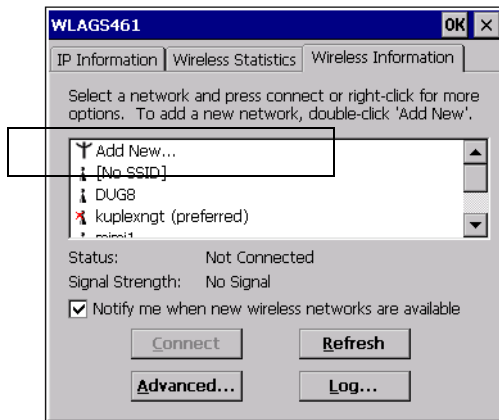 WLAGS461 OK ×
IP Information Wireless Statistics Wireless Information
Select a network and press connect or right-click for more
options. To add a new network, double-click 'Add New'.
Add New...
[No SSID]
DUG8
kuplexngt (preferred)
mimi1
Status: Not Connected
Signal Strength: No Signal
Notify me when new wireless networks are available
Connect Refresh
Advanced... Log...